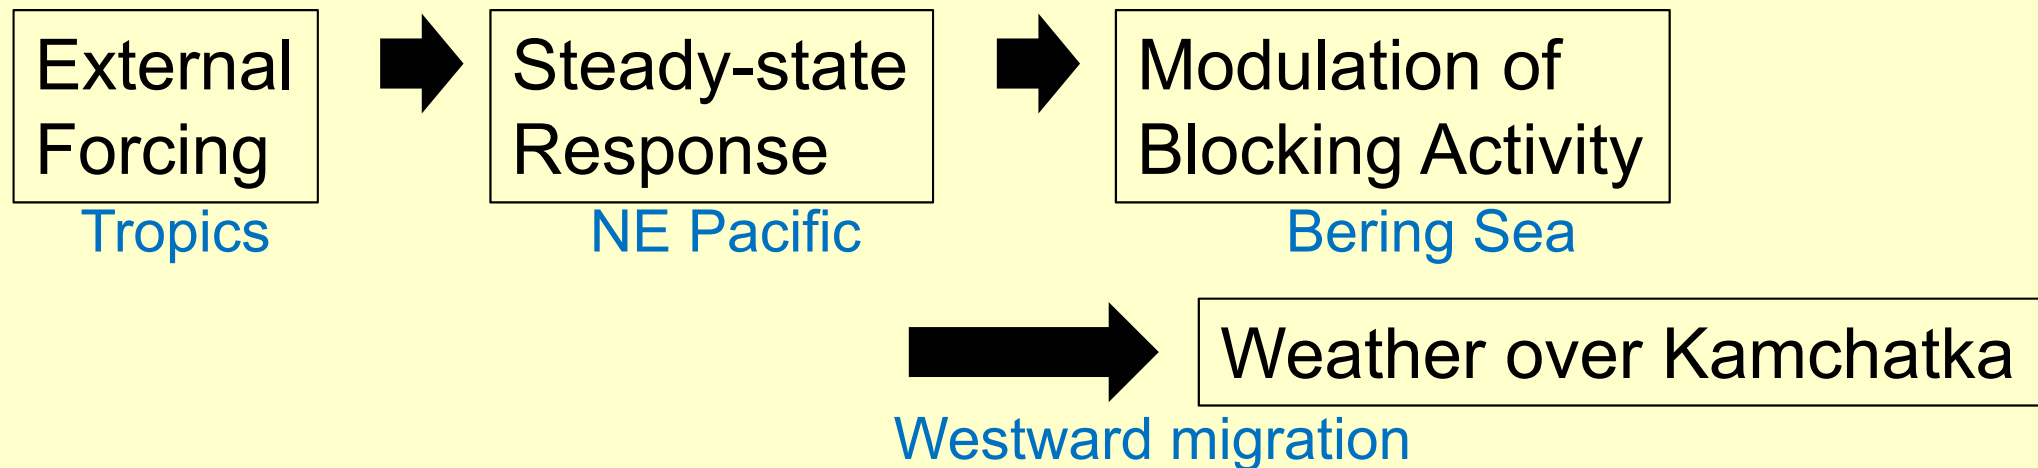 External
Forcing
Tropics
Steady-state
Response
NE Pacific
Modulation of
Blocking Activity
Bering Sea
Westward migration
Weather over Kamchatka